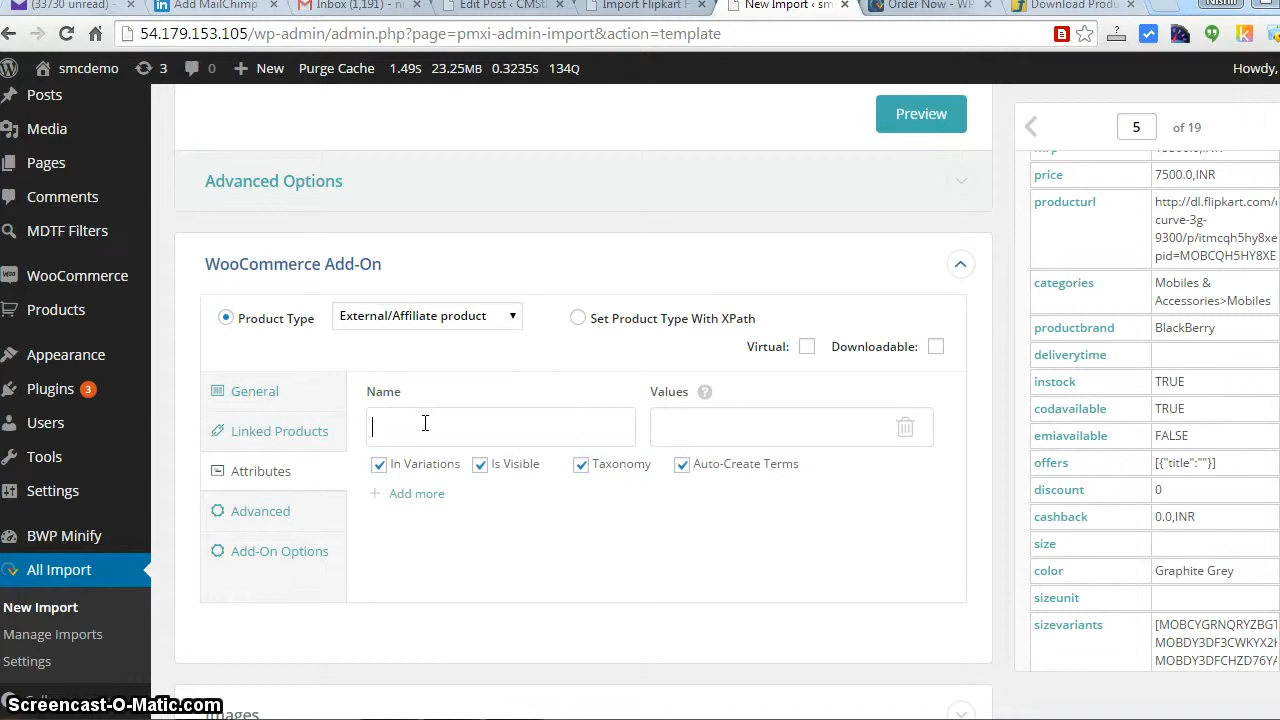 (33730 unread) -
Add MailChimp
Inbox (1,191) -
Edit Post ‹ CMSt
Import Flipkart F
New Import ‹ sm
Order Now - WP
Download Produ
54.179.153.105/wp-admin/admin.php?page=pmxi-admin-import&action=template
smcdemo 3 0 New Purge Cache 1.49S 23.25MB 0.3235S 134Q Howdy,
Posts
Media
Pages
Comments
MDTF Filters
WooCommerce
Products
Appearance
Plugins 3
Users
Tools
Settings
BWP Minify
All Import
New Import
Manage Imports
Settings
Preview
Advanced Options
WooCommerce Add-On
Product Type External/Affiliate product Set Product Type With XPath
Virtual: Downloadable:
General
Linked Products
Attributes
Advanced
Add-On Options
Name Values ?
In Variations Is Visible Taxonomy Auto-Create Terms
+ Add more
Images
5 of 19
price 7500.0,INR
producturl http://dl.flipkart.com/
curve-3g-
9300/p/itmcqh5hy8xe
pid=MOBCQH5HY8XE
categories Mobiles &
Accessories>Mobiles
productbrand BlackBerry
deliverytime
instock TRUE
codavailable TRUE
emiavailable FALSE
offers [{"title":""}]
discount 0
cashback 0.0,INR
size
color Graphite Grey
sizeunit
sizevariants [MOBCYGRNQRYZBGT
MOBDY3DF3CWKYX2
MOBDY3DFCHZD76YA
Screencast-O-Matic.com